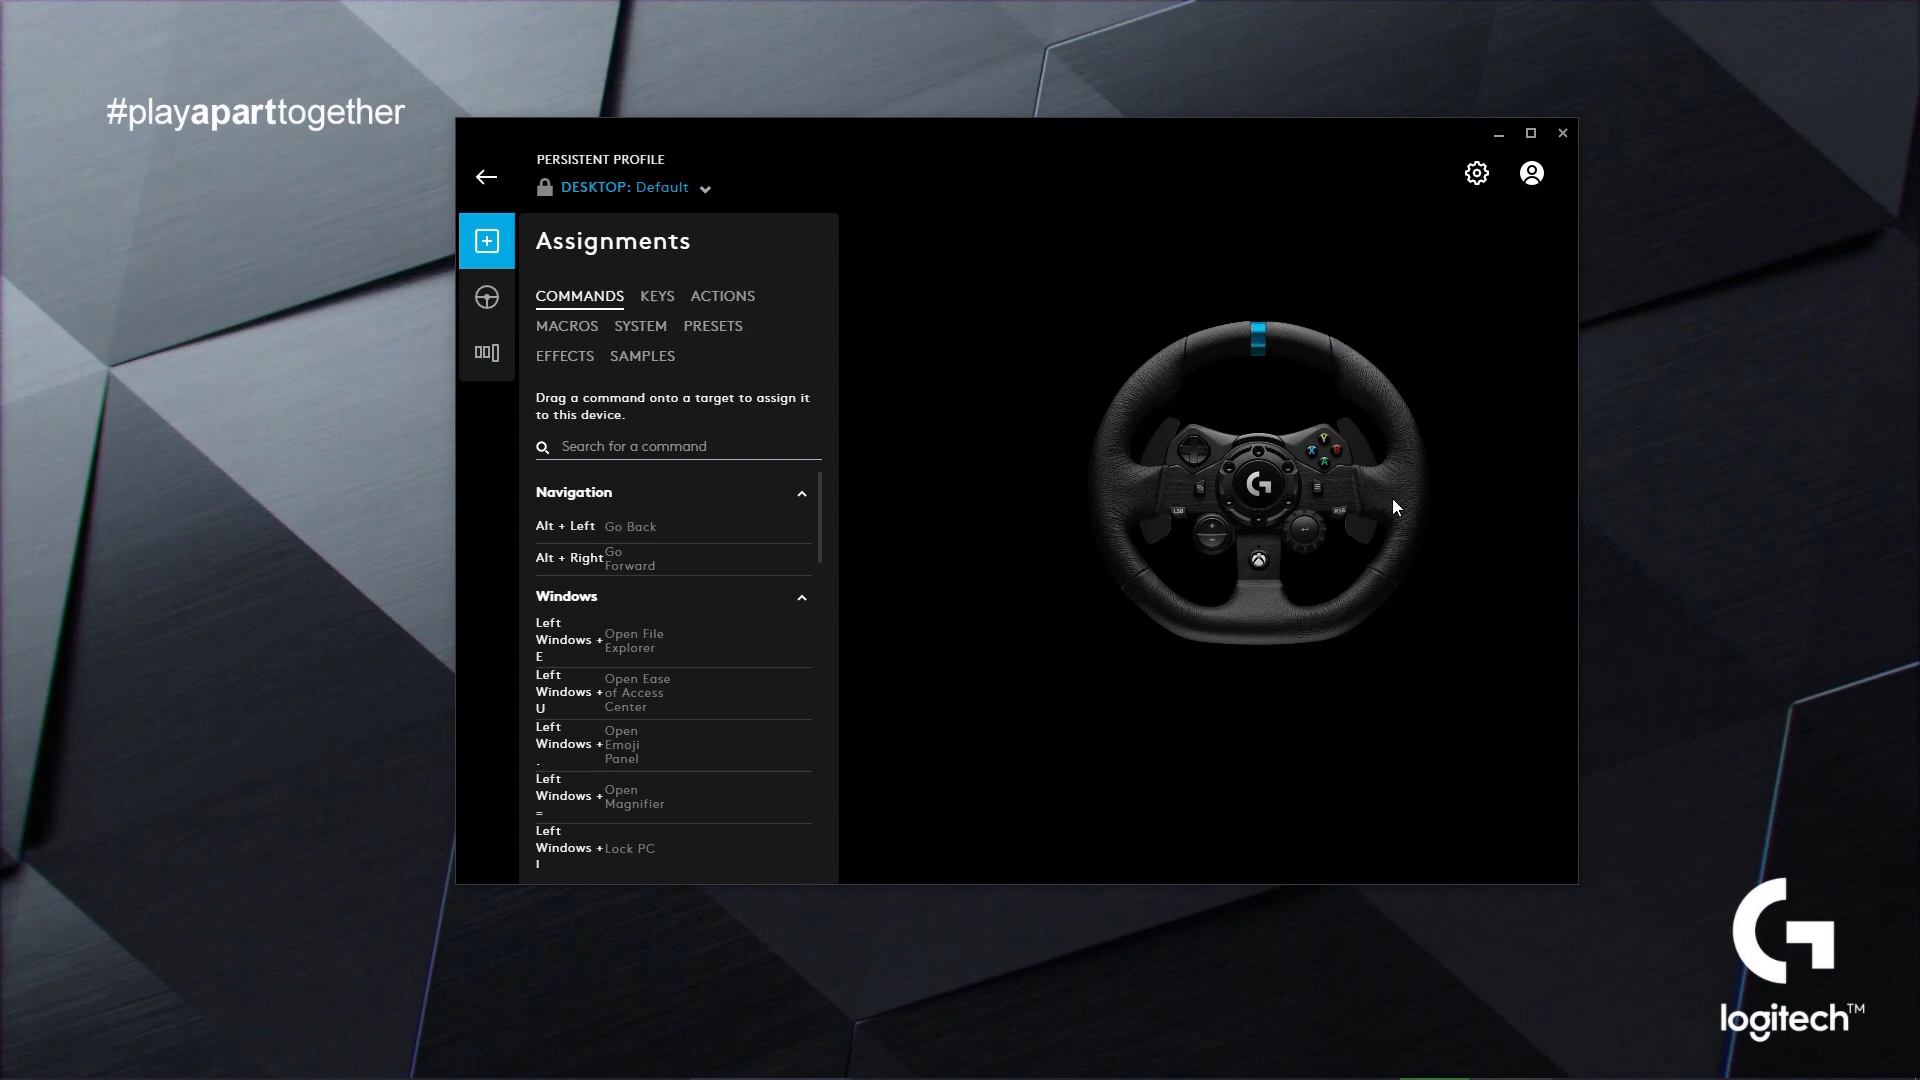 #playaparttogether
PERSISTENT PROFILE
DESKTOP: Default
Assignments
COMMANDS KEYS ACTIONS
MACROS SYSTEM PRESETS
EFFECTS SAMPLES
Drag a command onto a target to assign it
to this device.
Search for a command
Navigation
Alt + Left Go Back
Alt + Right Go
Forward
Windows
Left
Windows +
E
Open File
Explorer
Left
Windows +
U
Open Ease
of Access
Center
Left
Windows +
.
Open
Emoji
Panel
Left
Windows +
=
Open
Magnifier
Left
Windows +
l
Lock PC
Y
X B
A
LSB RSB
logitech™